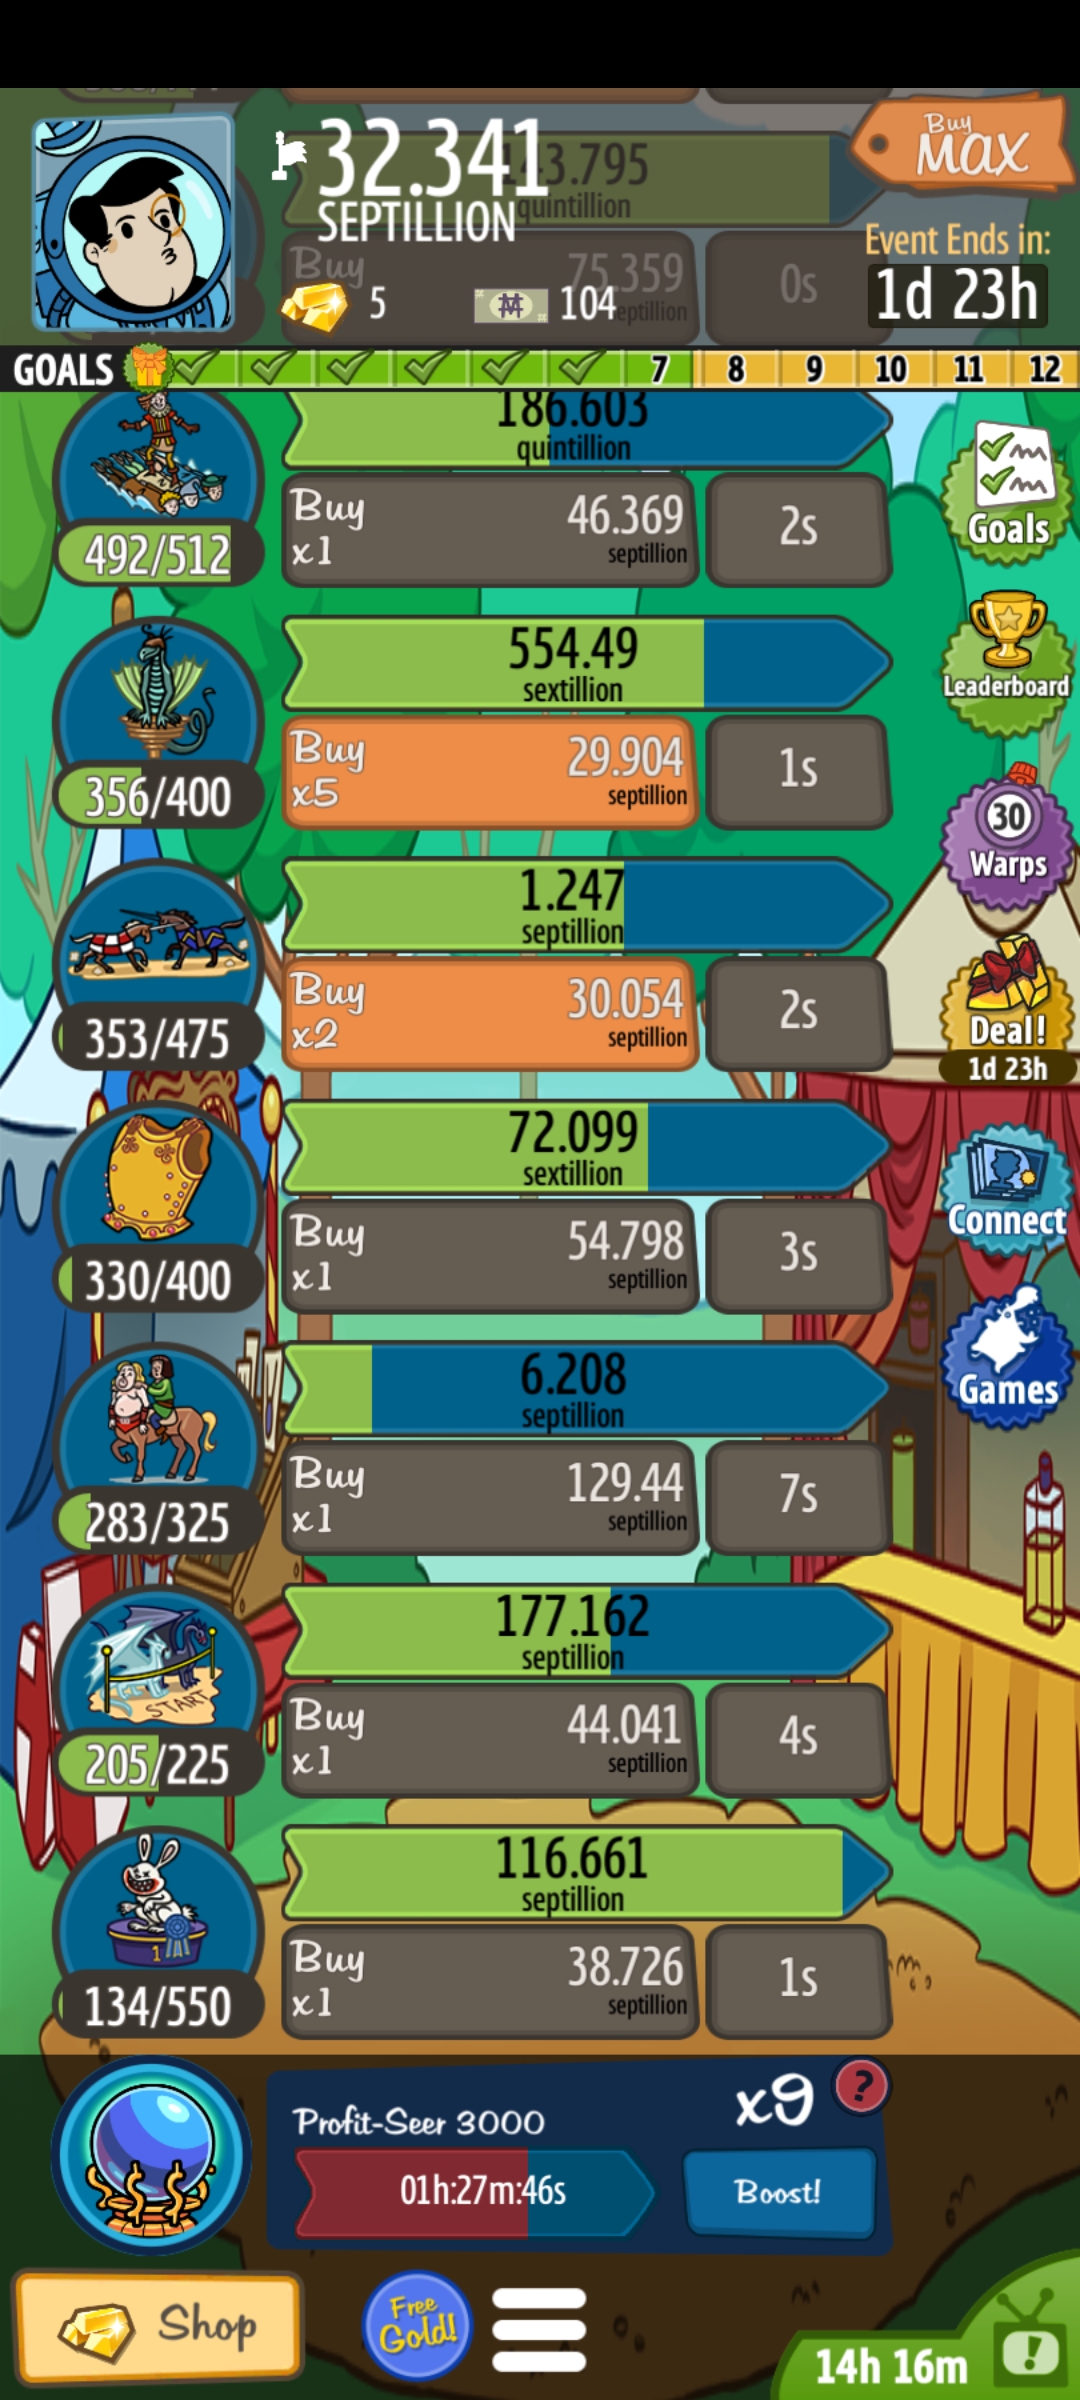 32.341
SEPTILLION
143.795
quintillion
Buy
MAX
Buy
75.359
septillion
0s
5
104
Event Ends in:
1d 23h
GOALS
7
8
9
10
11
12
186.603
quintillion
492/512
Buy
x1
46.369
septillion
2s
Goals
554.49
sextillion
356/400
Buy
x5
29.904
septillion
1s
Leaderboard
30
Warps
1.247
septillion
353/475
Buy
x2
30.054
septillion
2s
Deal!
1d 23h
72.099
sextillion
330/400
Buy
x1
54.798
septillion
3s
Connect
6.208
septillion
283/325
Buy
x1
129.44
septillion
7s
Games
177.162
septillion
START
205/225
Buy
x1
44.041
septillion
4s
116.661
septillion
1
134/550
Buy
x1
38.726
septillion
1s
Profit-Seer 3000
x9
?
01h:27m:46s
Boost!
Shop
Free
Gold!
14h 16m
!